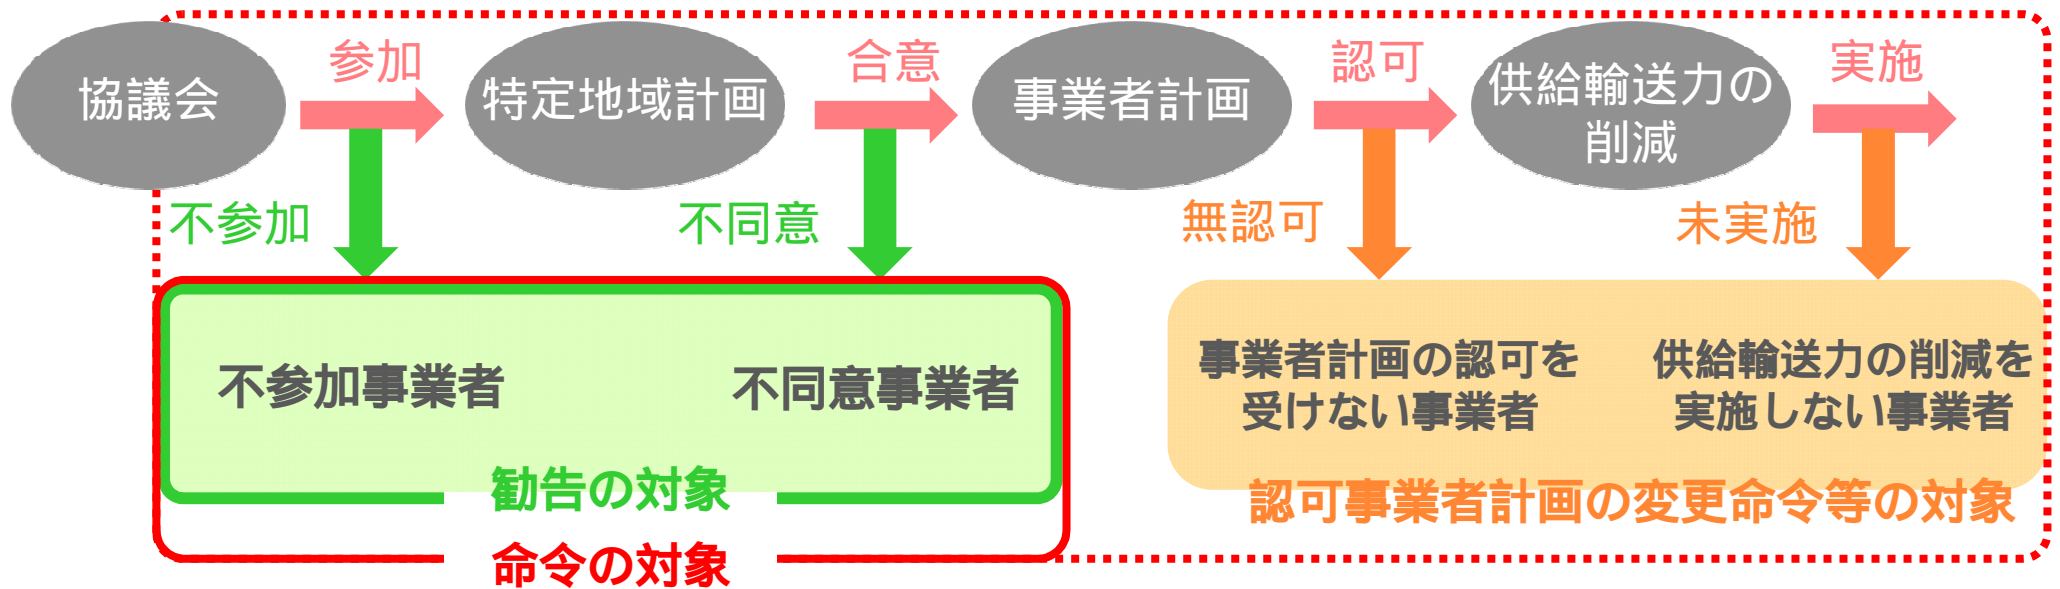 協議会
参加
特定地域計画
合意
事業者計画
認可
供給輸送力の
削減
実施
不参加
不同意
無認可
未実施
不参加事業者
不同意事業者
事業者計画の認可を
受けない事業者
供給輸送力の削減を
実施しない事業者
勧告の対象
認可事業者計画の変更命令等の対象
命令の対象